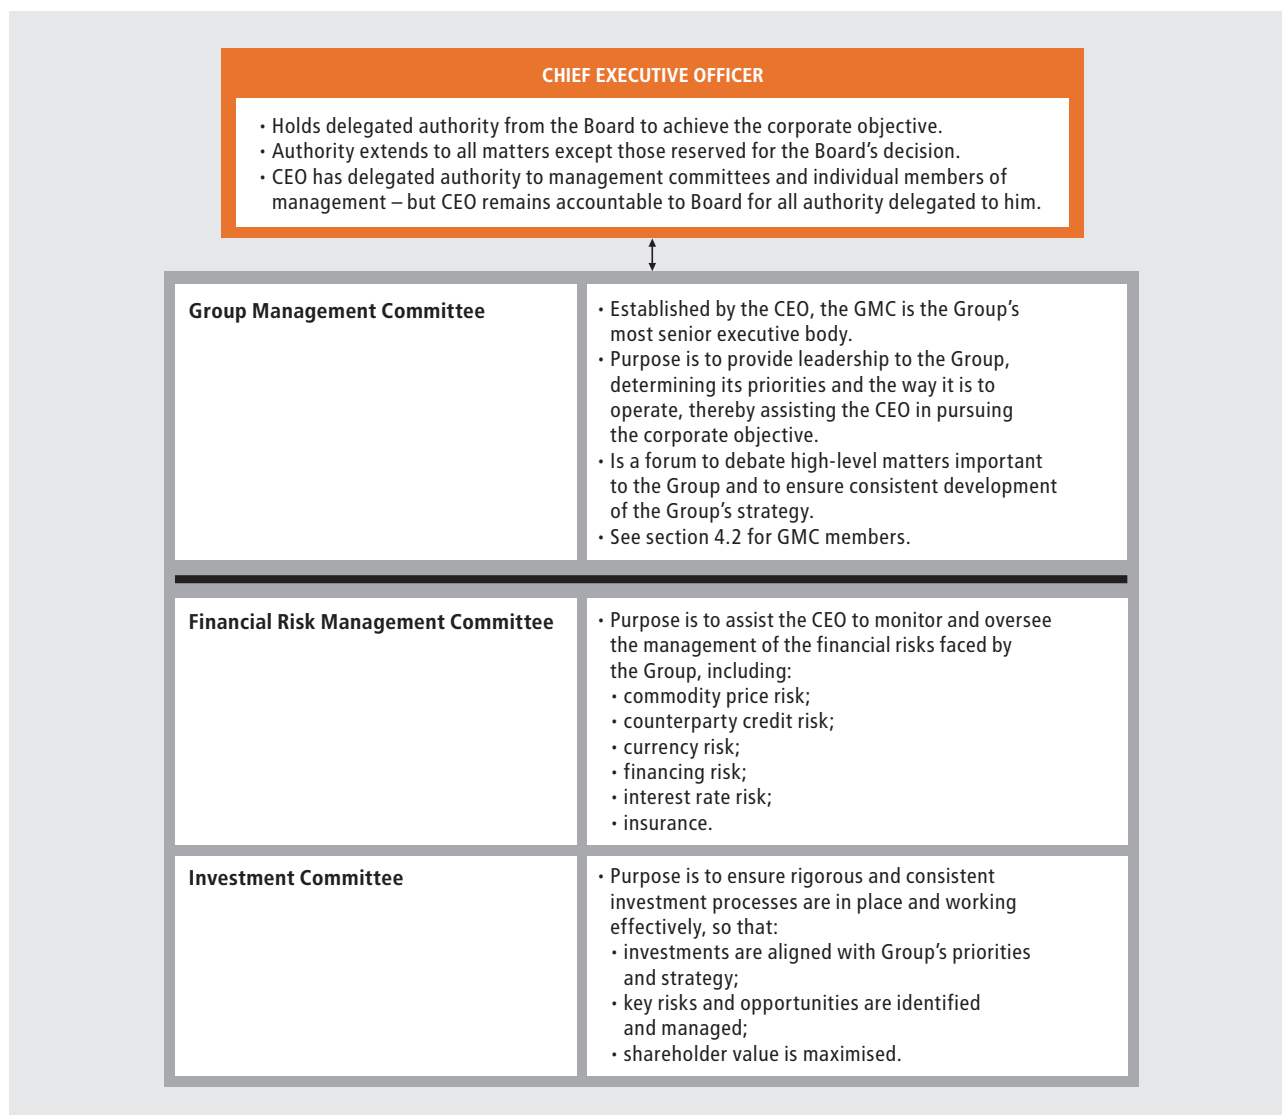 CHIEF EXECUTIVE OFFICER
• Holds delegated authority from the Board to achieve the corporate objective.
• Authority extends to all matters except those reserved for the Board’s decision.
• CEO has delegated authority to management committees and individual members of
management – but CEO remains accountable to Board for all authority delegated to him.
Group Management Committee
• Established by the CEO, the GMC is the Group’s
most senior executive body.
• Purpose is to provide leadership to the Group,
determining its priorities and the way it is to
operate, thereby assisting the CEO in pursuing
the corporate objective.
• Is a forum to debate high-level matters important
to the Group and to ensure consistent development
of the Group’s strategy.
• See section 4.2 for GMC members.
Financial Risk Management Committee
• Purpose is to assist the CEO to monitor and oversee
the management of the financial risks faced by
the Group, including:
• commodity price risk;
• counterparty credit risk;
• currency risk;
• financing risk;
• interest rate risk;
• insurance.
Investment Committee
• Purpose is to ensure rigorous and consistent
investment processes are in place and working
effectively, so that:
• investments are aligned with Group’s priorities
and strategy;
• key risks and opportunities are identified
and managed;
• shareholder value is maximised.